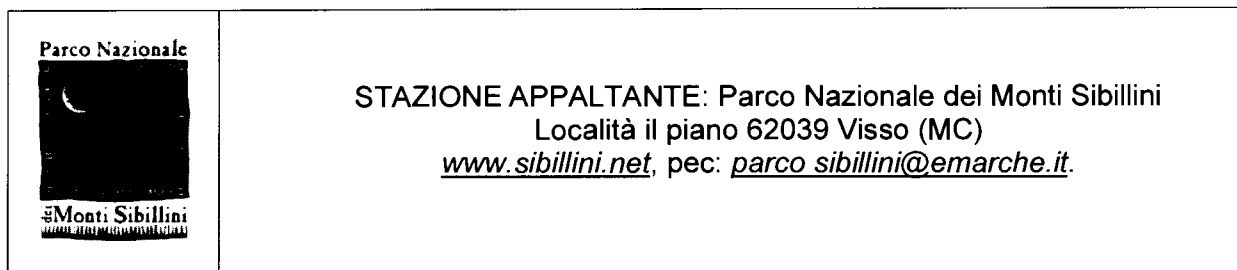 Parco Nazionale
dei Monti Sibillini
STAZIONE APPALTANTE: Parco Nazionale dei Monti Sibillini
Località il piano 62039 Visso (MC)
www.sibillini.net, pec: parco sibillini@emarche.it.